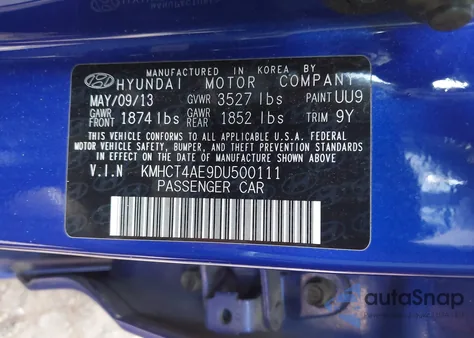 MANUFACTURED IN KOREA BY
HYUNDAI MOTOR COMPANY
MAY/09/13 GVWR 3527 lbs PAINT UU9
GAWR FRONT 1874 lbs GAWR REAR 1852 lbs TRIM 9Y
THIS VEHICLE CONFORMS TO ALL APPLICABLE U.S.A. FEDERAL
MOTOR VEHICLE SAFETY, BUMPER, AND THEFT PREVENTION STANDARDS
IN EFFECT ON THE DATE OF MANUFACTURE SHOWN ABOVE.
V.I.N KMHCT4AE9DU500111
PASSENGER CAR
autoSnap